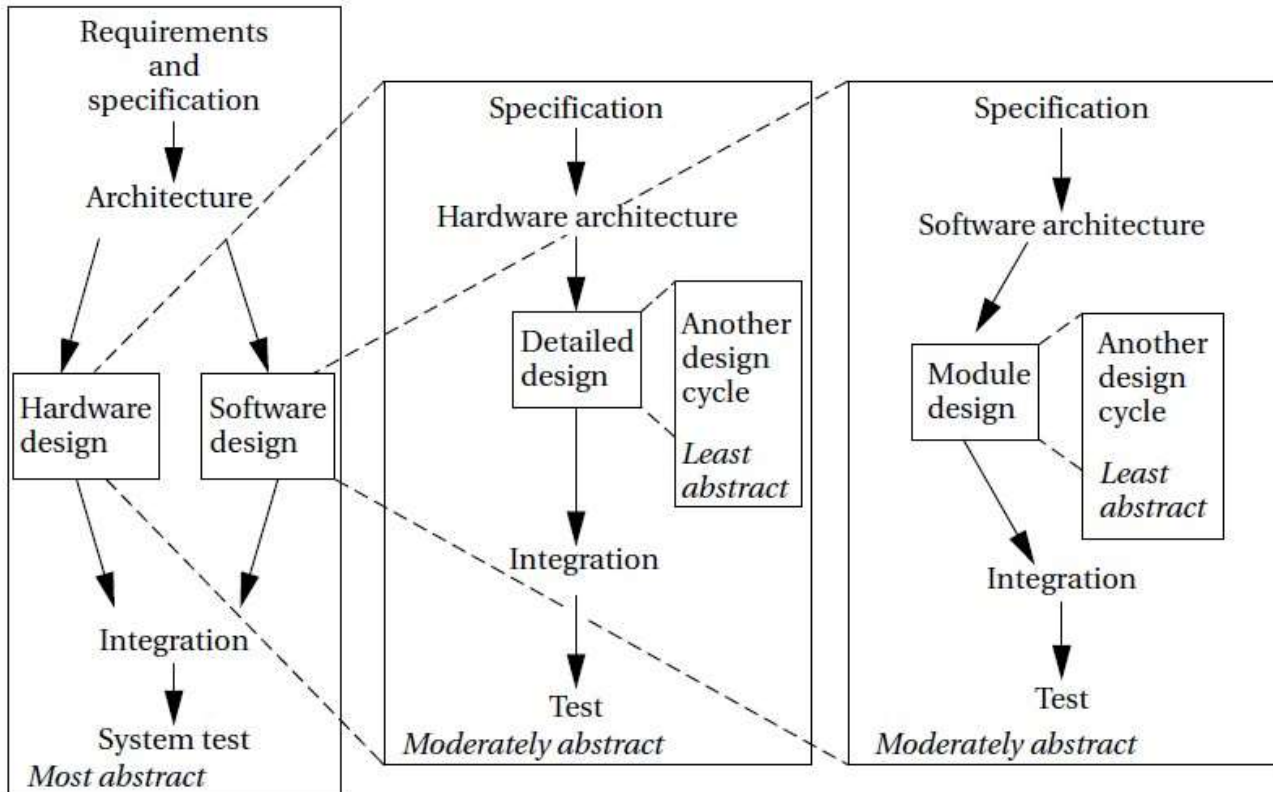 Requirements
and
specification
Architecture
Hardware
design
Software
design
Integration
System test
Most abstract
Specification
Hardware architecture
Detailed
design
Another
design
cycle
Least
abstract
Integration
Test
Moderately abstract
Specification
Software architecture
Module
design
Another
design
cycle
Least
abstract
Integration
Test
Moderately abstract